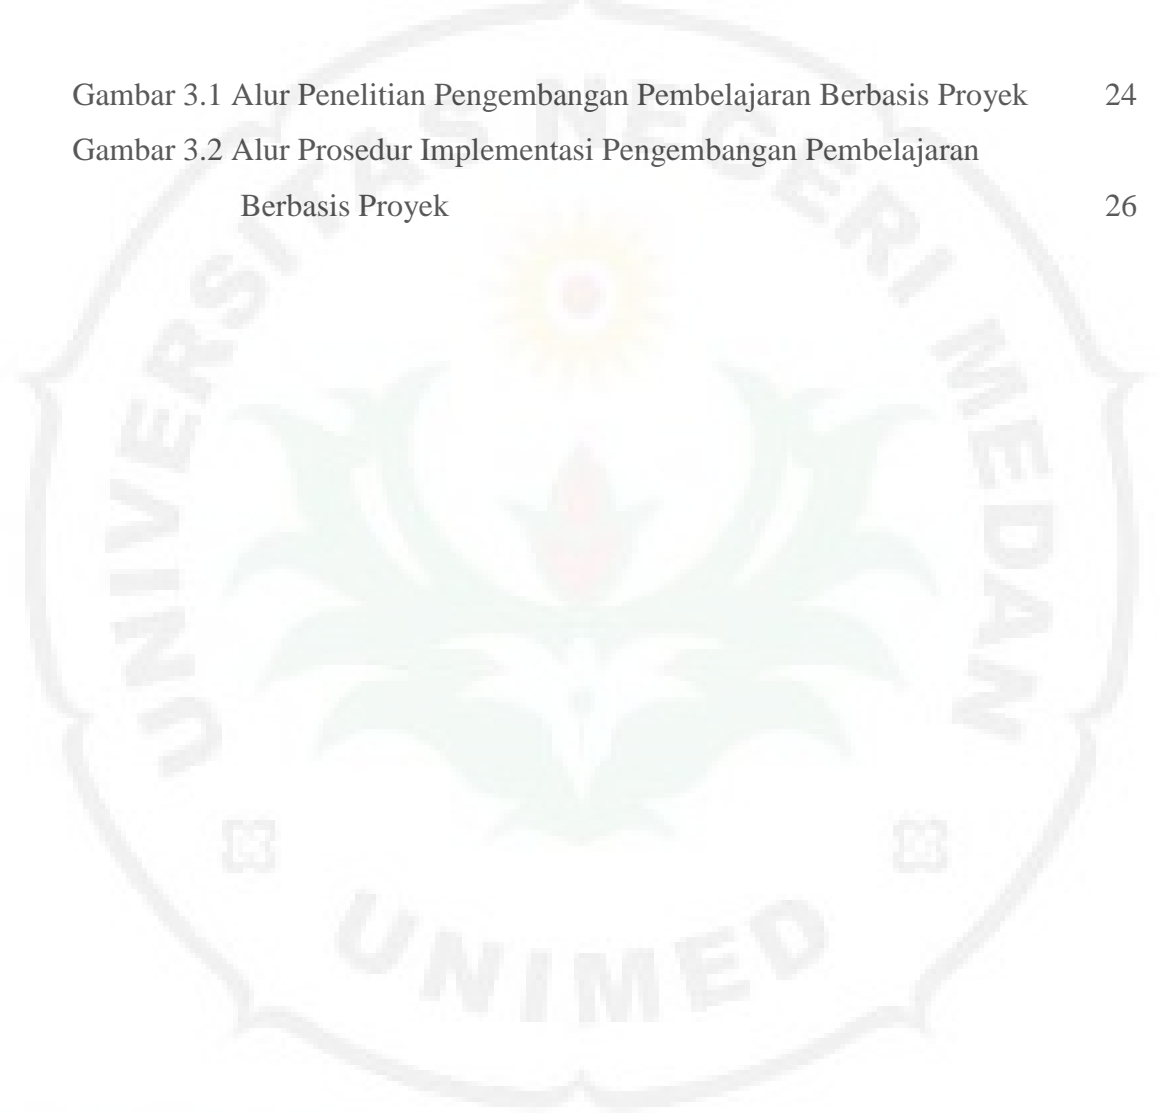 Gambar 3.1 Alur Penelitian Pengembangan Pembelajaran Berbasis Proyek 24
Gambar 3.2 Alur Prosedur Implementasi Pengembangan Pembelajaran
Berbasis Proyek 26
UNIVERSITAS NEGERI MEDAN
UNIMED